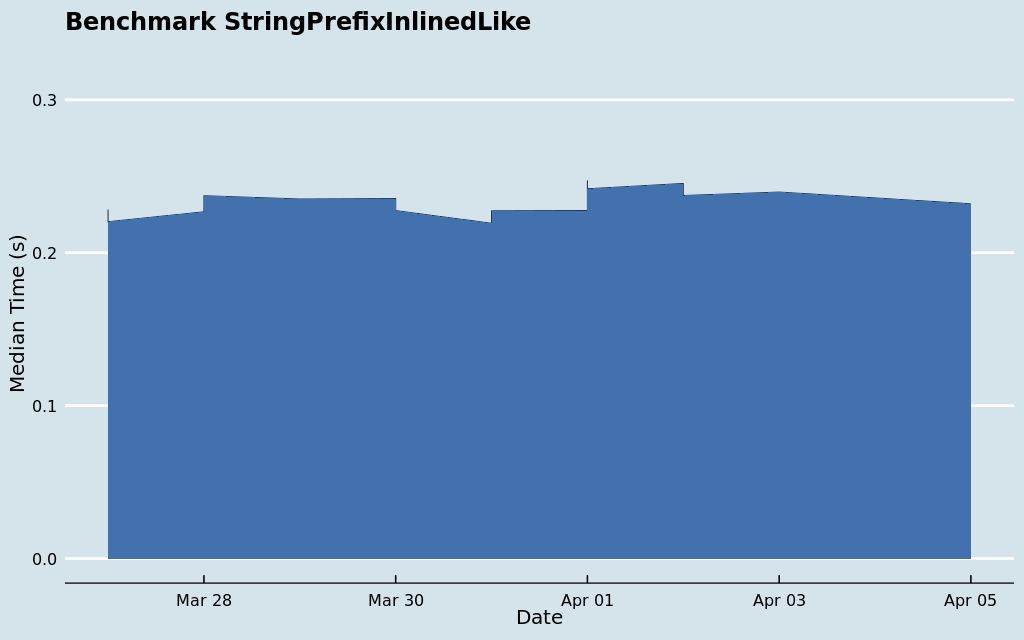 Benchmark StringPrefixInlinedLike
Median Time (s)
0.3
0.2
0.1
0.0
Mar 28 Mar 30 Apr 01 Apr 03 Apr 05
Date